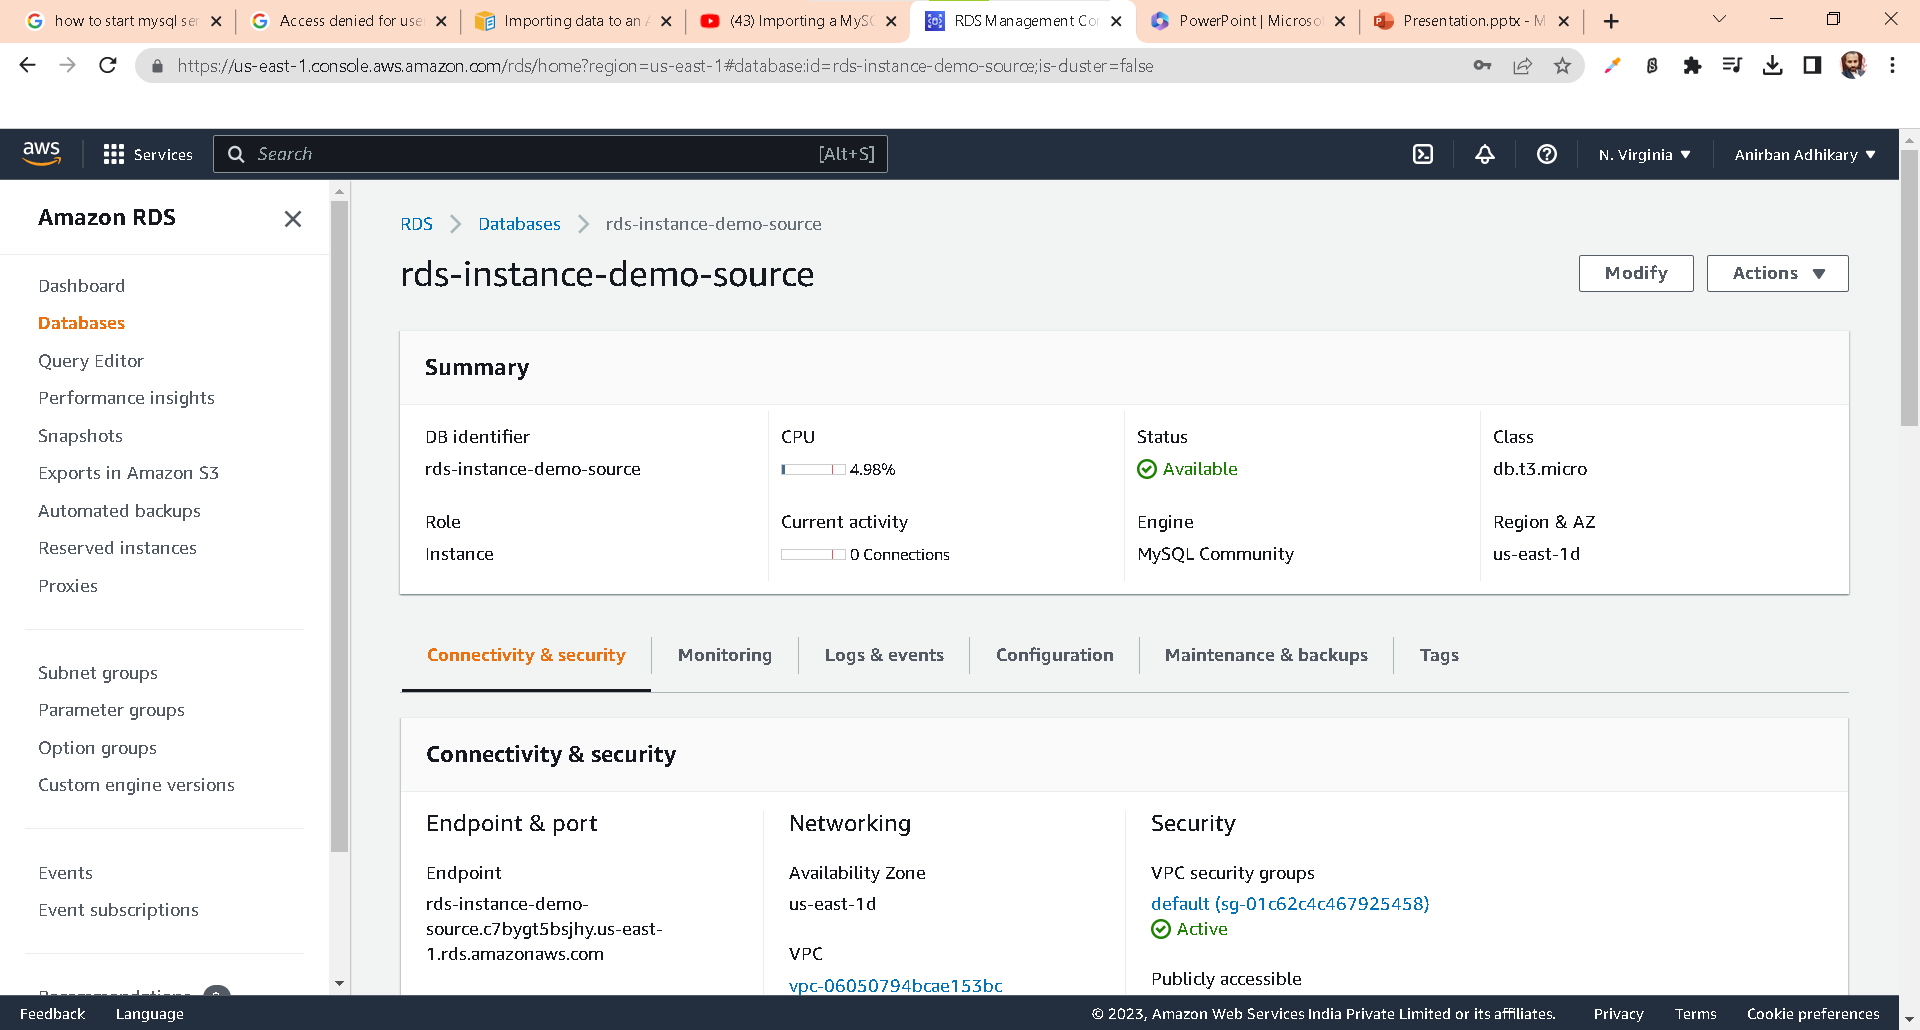 how to start mysql ser
Access denied for use
Importing data to an A
(43) Importing a MySQ
RDS Management Co
PowerPoint | Microso
Presentation.pptx - M
https://us-east-1.console.aws.amazon.com/rds/home?region=us-east-1#database:id=rds-instance-demo-source;is-cluster=false
aws
Services
Search
[Alt+S]
N. Virginia
Anirban Adhikary
Amazon RDS
Dashboard
Databases
Query Editor
Performance insights
Snapshots
Exports in Amazon S3
Automated backups
Reserved instances
Proxies
Subnet groups
Parameter groups
Option groups
Custom engine versions
Events
Event subscriptions
Recommendations
RDS
Databases
rds-instance-demo-source
rds-instance-demo-source
Modify
Actions
Summary
DB identifier
rds-instance-demo-source
CPU
4.98%
Status
Available
Class
db.t3.micro
Role
Instance
Current activity
0 Connections
Engine
MySQL Community
Region & AZ
us-east-1d
Connectivity & security
Monitoring
Logs & events
Configuration
Maintenance & backups
Tags
Connectivity & security
Endpoint & port
Endpoint
rds-instance-demo-
source.c7bygt5bsjhy.us-east-
1.rds.amazonaws.com
Networking
Availability Zone
us-east-1d
VPC
vpc-06050794bcae153bc
Security
VPC security groups
default (sg-01c62c4c467925458)
Active
Publicly accessible
Feedback
Language
© 2023, Amazon Web Services India Private Limited or its affiliates.
Privacy
Terms
Cookie preferences